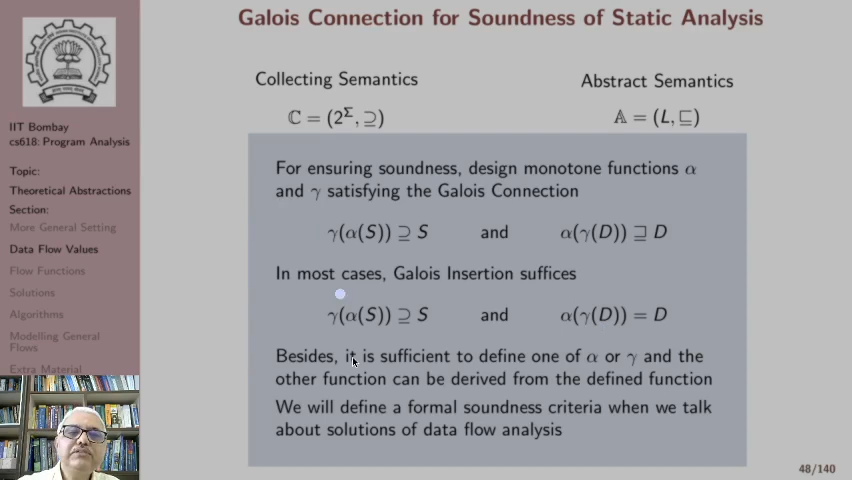 Galois Connection for Soundness of Static Analysis
Collecting Semantics
Abstract Semantics
ℂ = (2^Σ, ⊇)
𝔸 = (L, ⊑)
For ensuring soundness, design monotone functions α
and γ satisfying the Galois Connection
γ(α(S)) ⊇ S and α(γ(D)) ⊒ D
In most cases, Galois Insertion suffices
γ(α(S)) ⊇ S and α(γ(D)) = D
Besides, it is sufficient to define one of α or γ and the
other function can be derived from the defined function
We will define a formal soundness criteria when we talk
about solutions of data flow analysis
48/140
IIT Bombay
cs618: Program Analysis
Topic:
Theoretical Abstractions
Section:
More General Setting
Data Flow Values
Flow Functions
Solutions
Algorithms
Modelling General
Flows
Extra Material